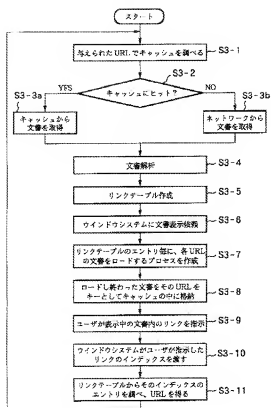 スタート
与えられたURLでキャッシュを調べる
S3-1
S3-2
キャッシュにヒット?
YES
NO
S3-3a
S3-3b
キャッシュから
文書を取得
ネットワークから
文書を取得
文書解析
S3-4
リンクテーブル作成
S3-5
ウインドウシステムに文書表示依頼
S3-6
リンクテーブルのエントリ毎に、各URL
の文書をロードするプロセスを作成
S3-7
ロードし終わった文書をそのURLを
キーとしてキャッシュの中に格納
S3-8
ユーザが表示中の文書内のリンクを指示
S3-9
ウインドウシステムがユーザが指示した
リンクのインデックスを渡す
S3-10
リンクテーブルからそのインデックスの
エントリを調べ、URLを得る
S3-11